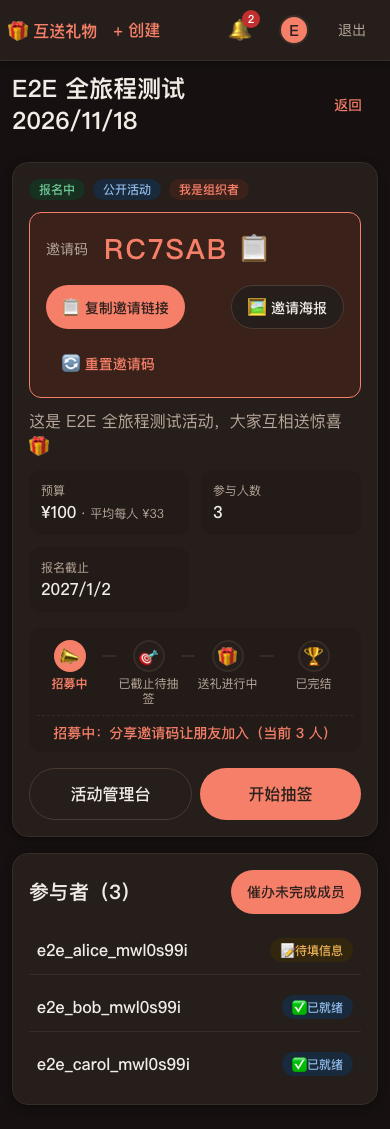 🎁 互送礼物 + 创建 🔔 2 E 退出
E2E 全旅程测试
2026/11/18
返回
报名中 公开活动 我是组织者
邀请码 RC7SAB 📋
📋 复制邀请链接 🖼️ 邀请海报
🔄 重置邀请码
这是 E2E 全旅程测试活动，大家互相送惊喜
🎁
预算 参与人数
¥100 · 平均每人 ¥33 3
报名截止
2027/1/2
📣 🎯 🎁 🏆
招募中 已截止待抽 送礼进行中 已完结
签
招募中：分享邀请码让朋友加入（当前 3 人）
活动管理台 开始抽签
参与者（3） 催办未完成成员
e2e_alice_mwl0s99i 📝待填信息
e2e_bob_mwl0s99i ✅已就绪
e2e_carol_mwl0s99i ✅已就绪